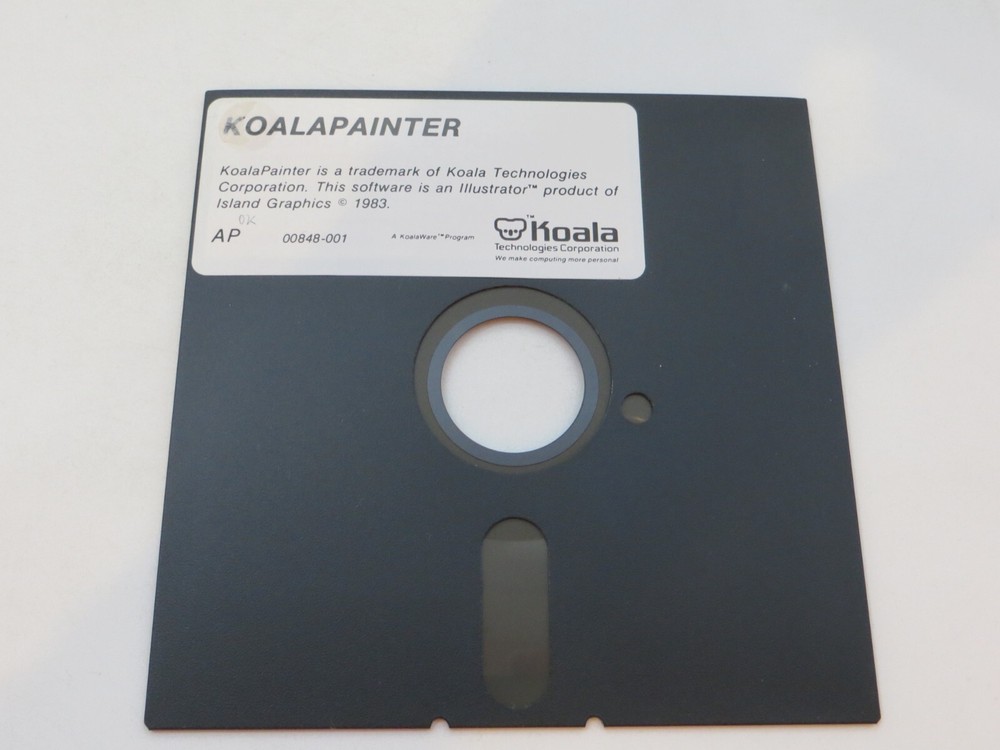 KOALAPAINTER
KoalaPainter is a trademark of Koala Technologies
Corporation. This software is an Illustrator™ product of
Island Graphics © 1983.
OK
AP 00848-001 A KoalaWare™ Program
™
Koala
Technologies Corporation
We make computing more personal